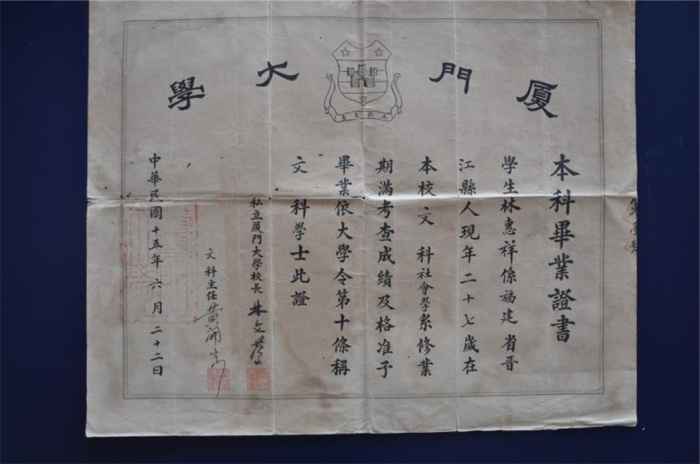 厦門大學
本科畢業證書
學生林惠祥係福建省晉
江縣人現年二十七歲在
本校文科社會學系修業
期滿考查成績及格准予
畢業依大學令第十條稱
文科學士此證
私立厦門大學校長 林文慶
文科主任
中華民國十五年六月二十二日